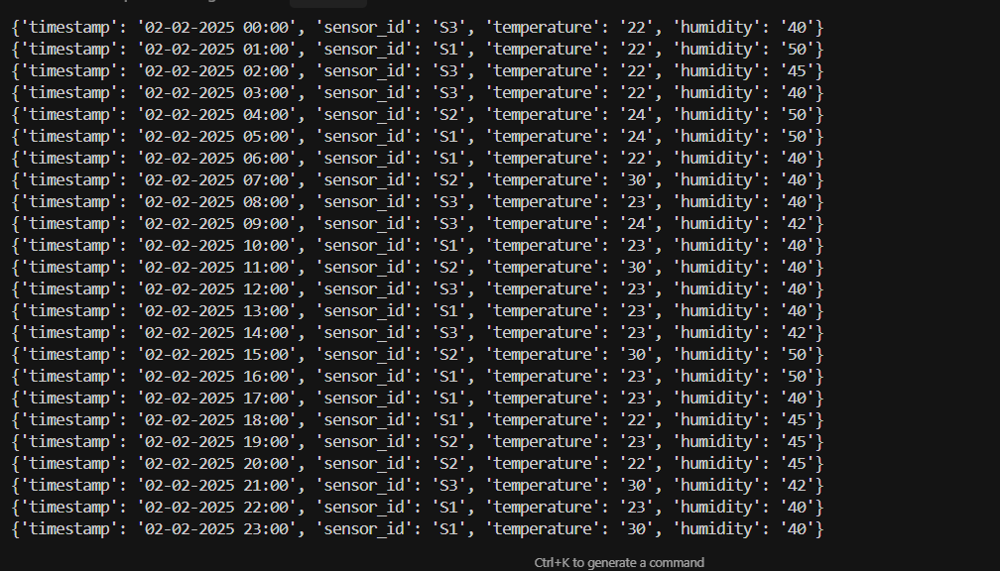 {'timestamp': '02-02-2025 00:00', 'sensor_id': 'S3', 'temperature': '22', 'humidity': '40'}
{'timestamp': '02-02-2025 01:00', 'sensor_id': 'S1', 'temperature': '22', 'humidity': '50'}
{'timestamp': '02-02-2025 02:00', 'sensor_id': 'S3', 'temperature': '22', 'humidity': '45'}
{'timestamp': '02-02-2025 03:00', 'sensor_id': 'S3', 'temperature': '22', 'humidity': '40'}
{'timestamp': '02-02-2025 04:00', 'sensor_id': 'S2', 'temperature': '24', 'humidity': '50'}
{'timestamp': '02-02-2025 05:00', 'sensor_id': 'S1', 'temperature': '24', 'humidity': '50'}
{'timestamp': '02-02-2025 06:00', 'sensor_id': 'S1', 'temperature': '22', 'humidity': '40'}
{'timestamp': '02-02-2025 07:00', 'sensor_id': 'S2', 'temperature': '30', 'humidity': '40'}
{'timestamp': '02-02-2025 08:00', 'sensor_id': 'S3', 'temperature': '23', 'humidity': '40'}
{'timestamp': '02-02-2025 09:00', 'sensor_id': 'S3', 'temperature': '24', 'humidity': '42'}
{'timestamp': '02-02-2025 10:00', 'sensor_id': 'S1', 'temperature': '23', 'humidity': '40'}
{'timestamp': '02-02-2025 11:00', 'sensor_id': 'S2', 'temperature': '30', 'humidity': '40'}
{'timestamp': '02-02-2025 12:00', 'sensor_id': 'S3', 'temperature': '23', 'humidity': '40'}
{'timestamp': '02-02-2025 13:00', 'sensor_id': 'S1', 'temperature': '23', 'humidity': '40'}
{'timestamp': '02-02-2025 14:00', 'sensor_id': 'S3', 'temperature': '23', 'humidity': '42'}
{'timestamp': '02-02-2025 15:00', 'sensor_id': 'S2', 'temperature': '30', 'humidity': '50'}
{'timestamp': '02-02-2025 16:00', 'sensor_id': 'S1', 'temperature': '23', 'humidity': '50'}
{'timestamp': '02-02-2025 17:00', 'sensor_id': 'S1', 'temperature': '23', 'humidity': '40'}
{'timestamp': '02-02-2025 18:00', 'sensor_id': 'S1', 'temperature': '22', 'humidity': '45'}
{'timestamp': '02-02-2025 19:00', 'sensor_id': 'S2', 'temperature': '23', 'humidity': '45'}
{'timestamp': '02-02-2025 20:00', 'sensor_id': 'S2', 'temperature': '22', 'humidity': '45'}
{'timestamp': '02-02-2025 21:00', 'sensor_id': 'S3', 'temperature': '30', 'humidity': '42'}
{'timestamp': '02-02-2025 22:00', 'sensor_id': 'S1', 'temperature': '23', 'humidity': '40'}
{'timestamp': '02-02-2025 23:00', 'sensor_id': 'S1', 'temperature': '30', 'humidity': '40'}
Ctrl+K to generate a command